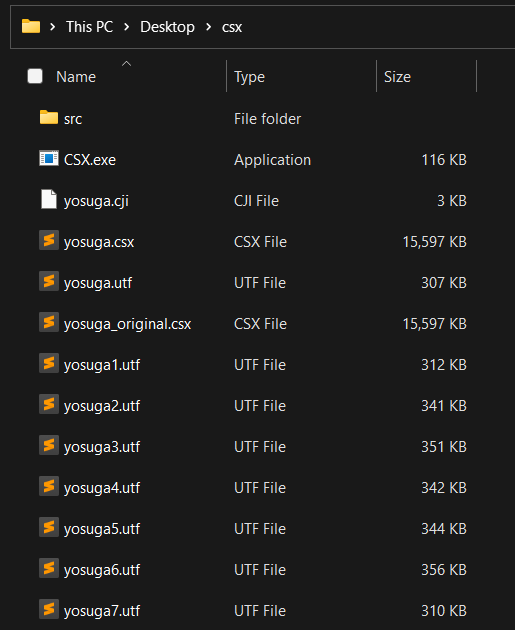 This PC > Desktop > csx
Name Type Size
src File folder
CSX.exe Application 116 KB
yosuga.cji CJI File 3 KB
yosuga.csx CSX File 15,597 KB
yosuga.utf UTF File 307 KB
yosuga_original.csx CSX File 15,597 KB
yosuga1.utf UTF File 312 KB
yosuga2.utf UTF File 341 KB
yosuga3.utf UTF File 351 KB
yosuga4.utf UTF File 342 KB
yosuga5.utf UTF File 344 KB
yosuga6.utf UTF File 356 KB
yosuga7.utf UTF File 310 KB